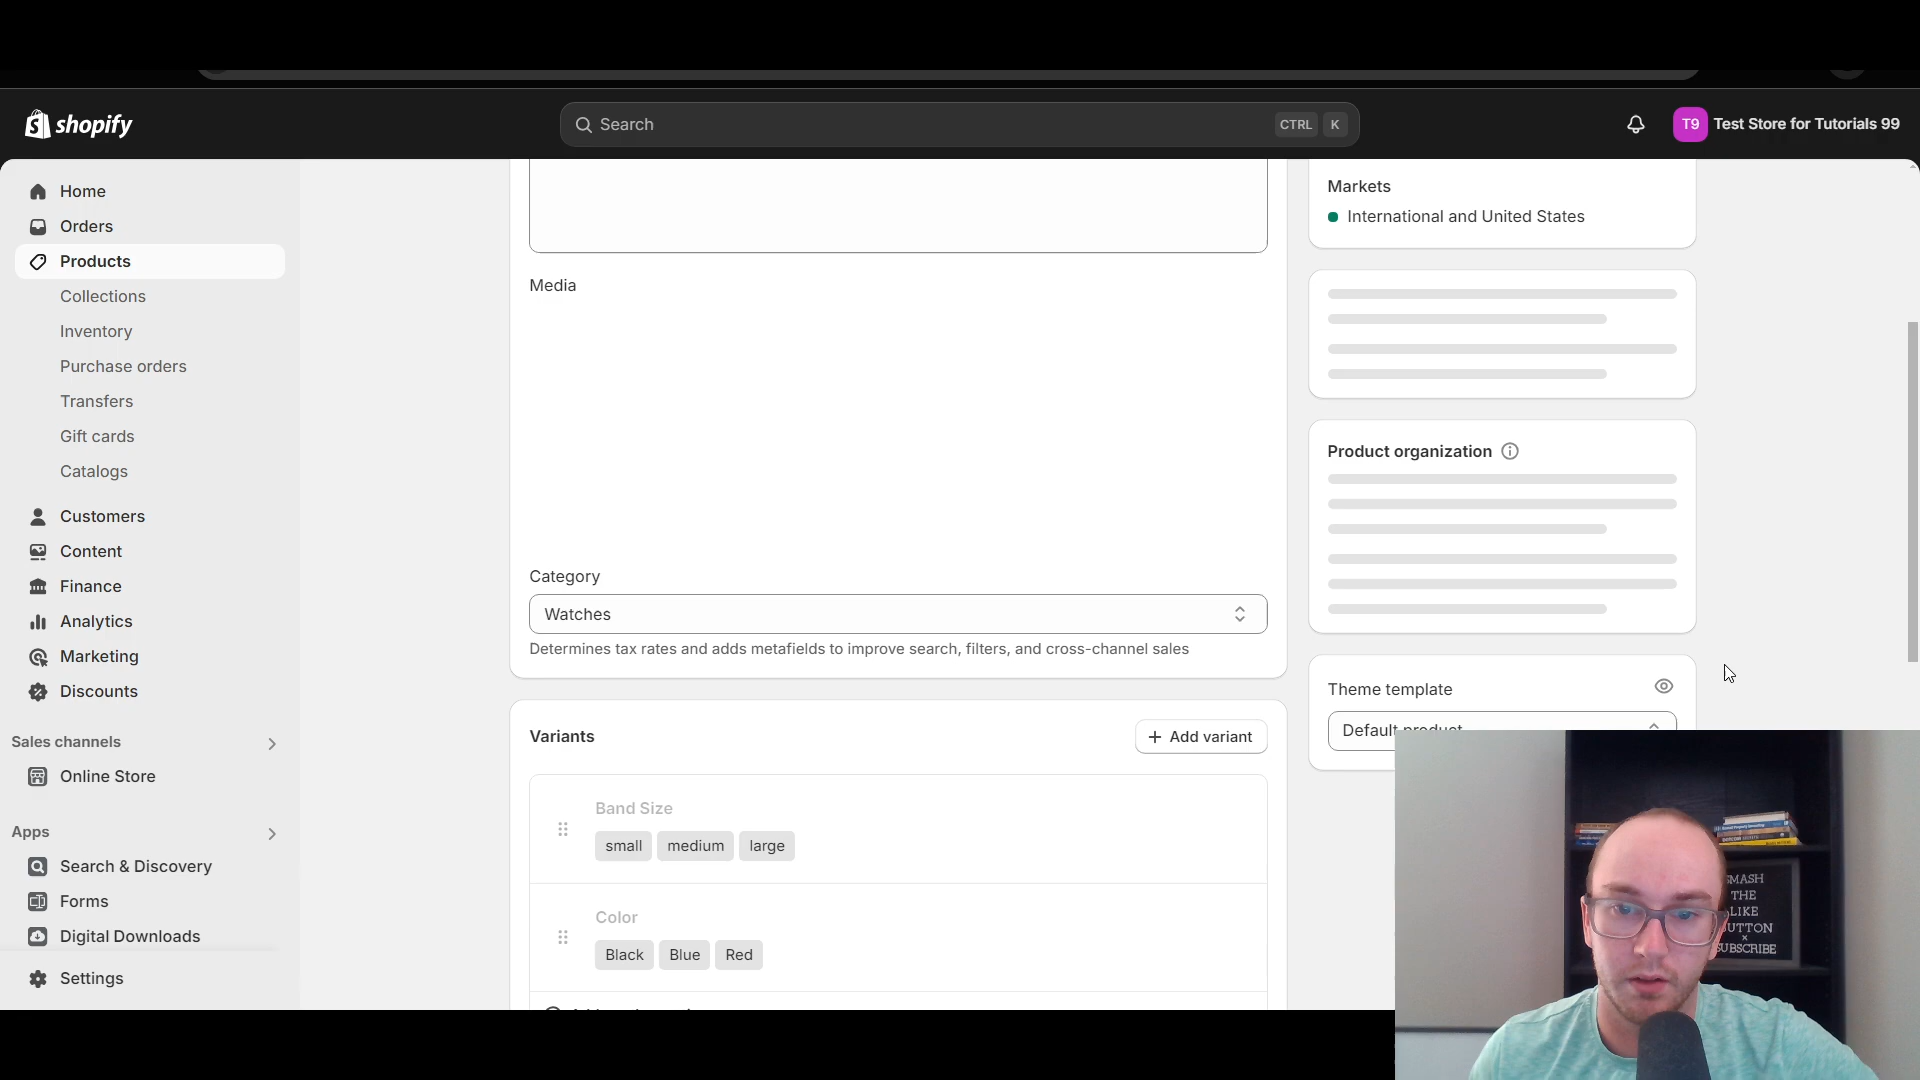 shopify
Search
CTRL K
T9
Test Store for Tutorials 99
Home
Orders
Products
Collections
Inventory
Purchase orders
Transfers
Gift cards
Catalogs
Customers
Content
Finance
Analytics
Marketing
Discounts
Sales channels
Online Store
Apps
Search & Discovery
Forms
Digital Downloads
Settings
Media
Category
Watches
Determines tax rates and adds metafields to improve search, filters, and cross-channel sales
Variants
Add variant
Band Size
small medium large
Color
Black Blue Red
Markets
International and United States
Product organization
Theme template
Default product
SMASH
THE
LIKE
BUTTON
×
SUBSCRIBE